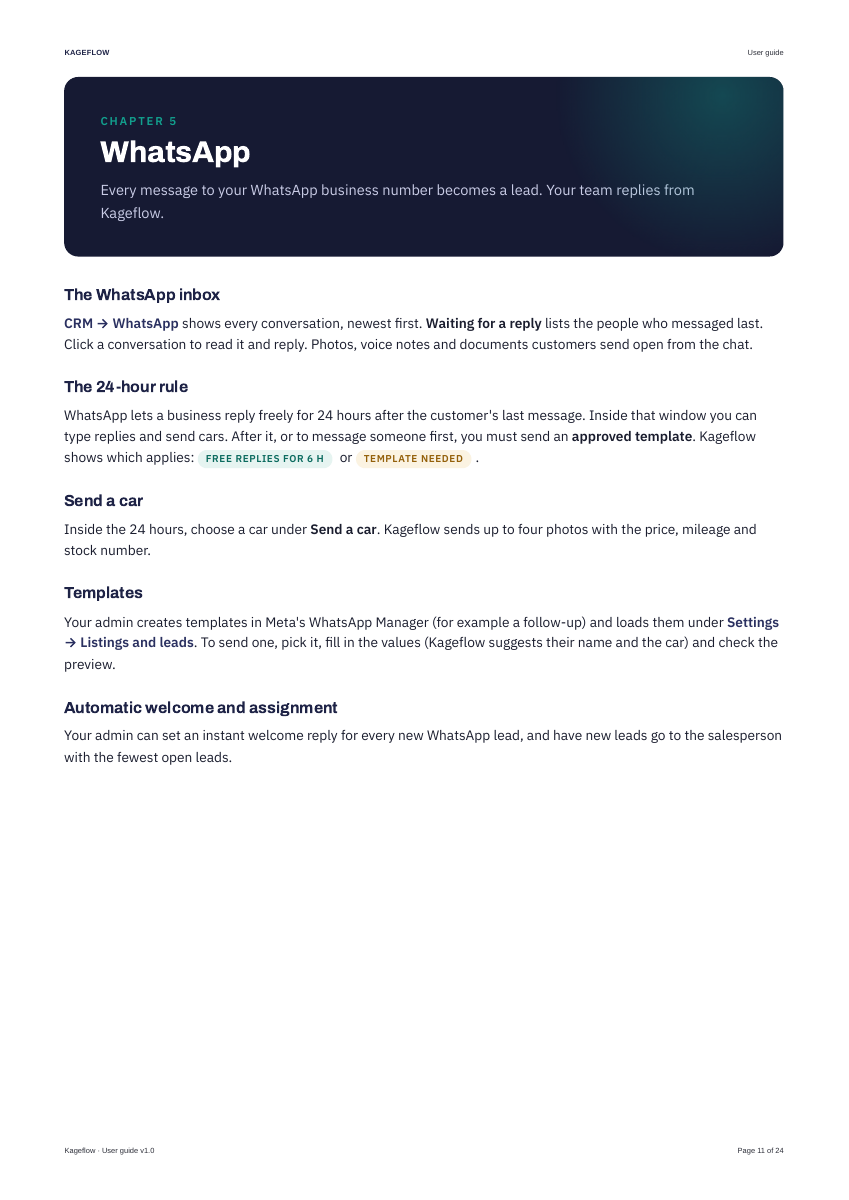 KAGEFLOW
User guide
CHAPTER 5
WhatsApp
Every message to your WhatsApp business number becomes a lead. Your team replies from
Kageflow.
The WhatsApp inbox
CRM → WhatsApp shows every conversation, newest first. Waiting for a reply lists the people who messaged last.
Click a conversation to read it and reply. Photos, voice notes and documents customers send open from the chat.
The 24-hour rule
WhatsApp lets a business reply freely for 24 hours after the customer's last message. Inside that window you can
type replies and send cars. After it, or to message someone first, you must send an approved template. Kageflow
shows which applies: FREE REPLIES FOR 6 H or TEMPLATE NEEDED .
Send a car
Inside the 24 hours, choose a car under Send a car. Kageflow sends up to four photos with the price, mileage and
stock number.
Templates
Your admin creates templates in Meta's WhatsApp Manager (for example a follow-up) and loads them under Settings
→ Listings and leads. To send one, pick it, fill in the values (Kageflow suggests their name and the car) and check the
preview.
Automatic welcome and assignment
Your admin can set an instant welcome reply for every new WhatsApp lead, and have new leads go to the salesperson
with the fewest open leads.
Kageflow · User guide v1.0
Page 11 of 24